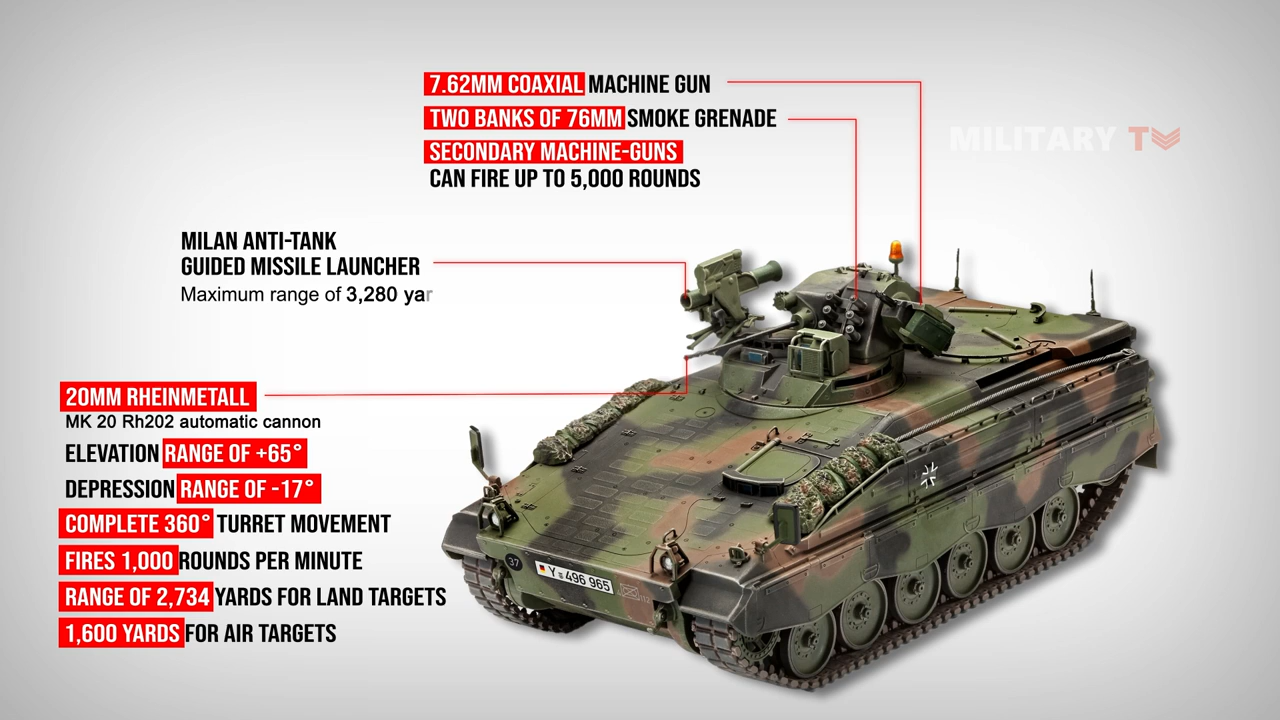 7.62MM COAXIAL MACHINE GUN
TWO BANKS OF 76MM SMOKE GRENADE
SECONDARY MACHINE-GUNS
CAN FIRE UP TO 5,000 ROUNDS
MILITARY TV
MILAN ANTI-TANK
GUIDED MISSILE LAUNCHER
Maximum range of 3,280 yar
20MM RHEINMETALL
MK 20 Rh202 automatic cannon
ELEVATION RANGE OF +65°
DEPRESSION RANGE OF -17°
COMPLETE 360° TURRET MOVEMENT
FIRES 1,000 ROUNDS PER MINUTE
RANGE OF 2,734 YARDS FOR LAND TARGETS
1,600 YARDS FOR AIR TARGETS
37
Y 496 965
112